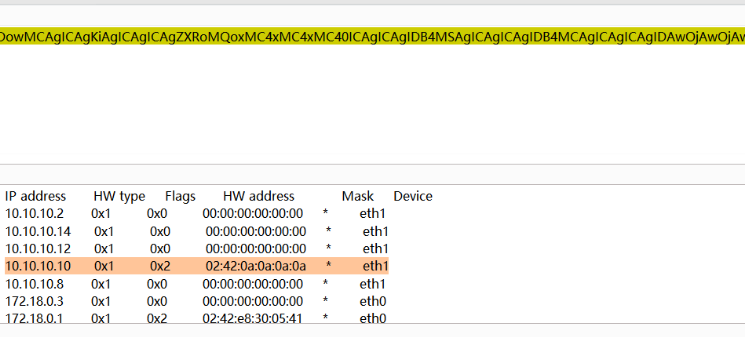 DowMCAgICAgKiAgICAgICAgZXRoMQoxMC4xMC4xMC40ICAgICAgIDB4MSAgICAgICAgIDB4MCAgICAgICAgIDAwOjAwOjAw
IP address HW type Flags HW address Mask Device
10.10.10.2 0x1 0x0 00:00:00:00:00:00 * eth1
10.10.10.14 0x1 0x0 00:00:00:00:00:00 * eth1
10.10.10.12 0x1 0x0 00:00:00:00:00:00 * eth1
10.10.10.10 0x1 0x2 02:42:0a:0a:0a:0a * eth1
10.10.10.8 0x1 0x0 00:00:00:00:00:00 * eth1
172.18.0.3 0x1 0x0 00:00:00:00:00:00 * eth0
172.18.0.1 0x1 0x2 02:42:e8:30:05:41 * eth0